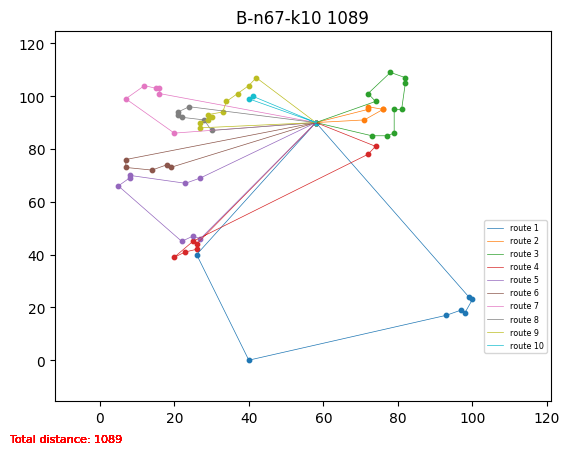 B-n67-k10 1089
120
100
80
60
40
20
0
0 20 40 60 80 100 120
route 1
route 2
route 3
route 4
route 5
route 6
route 7
route 8
route 9
route 10
Total distance: 1089